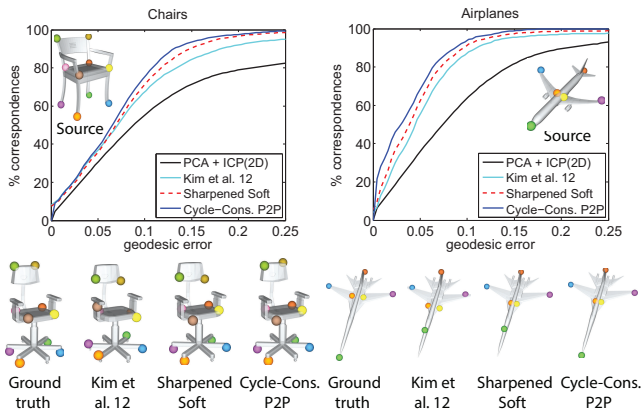 Chairs
% correspondences
100
80
60
40
20
0
Source
PCA + ICP(2D)
Kim et al. 12
Sharpened Soft
Cycle-Cons. P2P
0
0.05
0.1
0.15
0.2
0.25
geodesic error
Airplanes
% correspondences
100
80
60
40
20
0
Source
PCA + ICP(2D)
Kim et al. 12
Sharpened Soft
Cycle-Cons. P2P
0
0.05
0.1
0.15
0.2
0.25
geodesic error
Ground
truth
Kim et
al. 12
Sharpened
Soft
Cycle-Cons.
P2P
Ground
truth
Kim et
al. 12
Sharpened
Soft
Cycle-Cons.
P2P